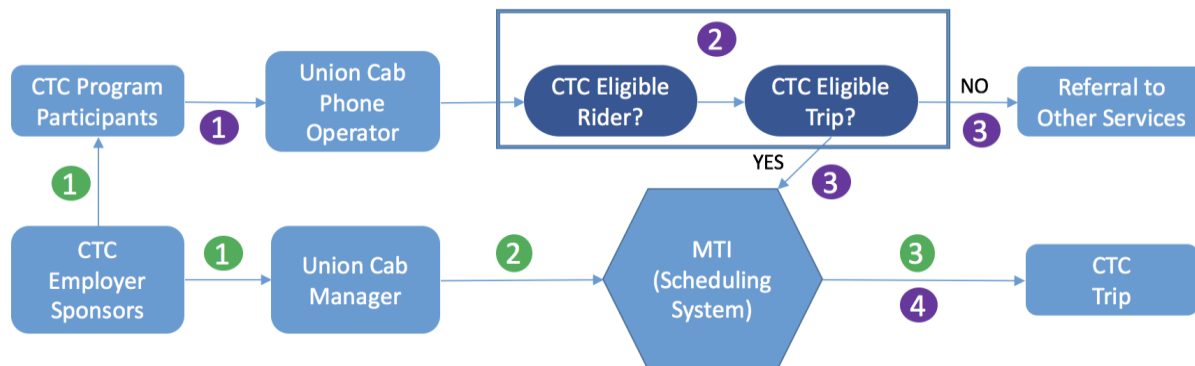 CTC Program
Participants
1
Union Cab
Phone
Operator
2
CTC Eligible
Rider?
CTC Eligible
Trip?
NO
3
Referral to
Other Services
YES
3
1
CTC
Employer
Sponsors
1
Union Cab
Manager
2
MTI
(Scheduling
System)
3
4
CTC
Trip